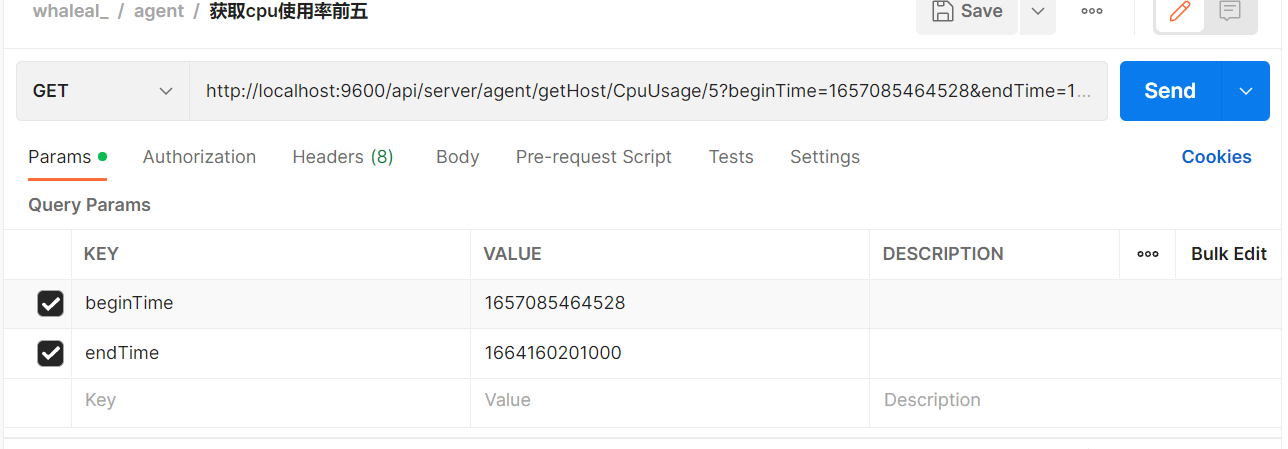 whaleal_ / agent / 获取cpu使用率前五 Save
GET http://localhost:9600/api/server/agent/getHost/CpuUsage/5?beginTime=1657085464528&endTime=1... Send
Params Authorization Headers (8) Body Pre-request Script Tests Settings Cookies
Query Params
KEY VALUE DESCRIPTION Bulk Edit
beginTime 1657085464528
endTime 1664160201000
Key Value Description